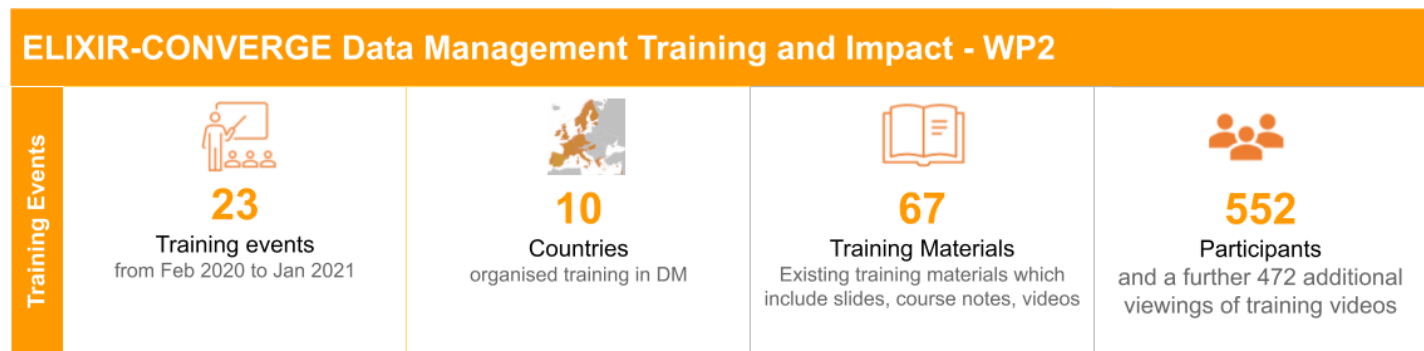 ELIXIR-CONVERGE Data Management Training and Impact - WP2
Training Events
23
Training events
from Feb 2020 to Jan 2021
10
Countries
organised training in DM
67
Training Materials
Existing training materials which
include slides, course notes, videos
552
Participants
and a further 472 additional
viewings of training videos